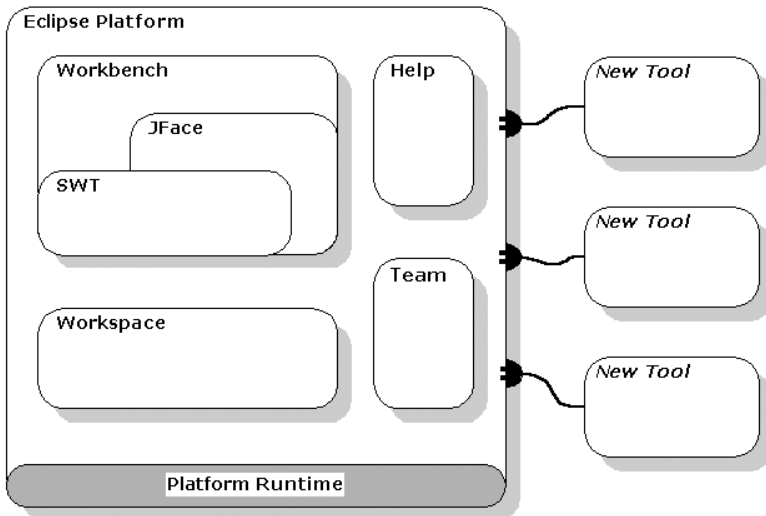 Eclipse Platform
Workbench
JFace
SWT
Help
Workspace
Team
Platform Runtime
New Tool
New Tool
New Tool